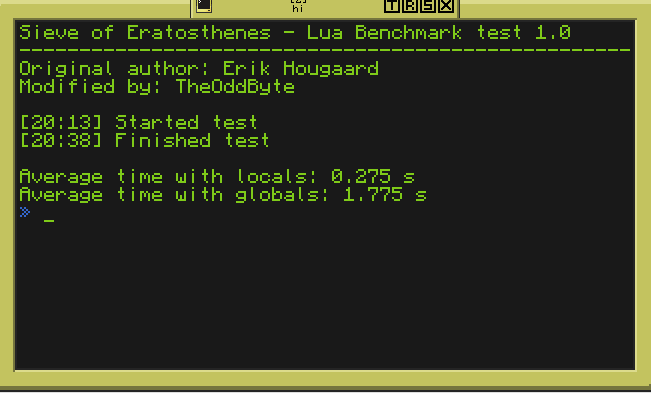 hi
T R S X
Sieve of Eratosthenes - Lua Benchmark test 1.0
----------------------------------------------------
Original author: Erik Hougaard
Modified by: TheOddByte
[20:13] Started test
[20:38] Finished test
Average time with locals: 0.275 s
Average time with globals: 1.775 s
» _